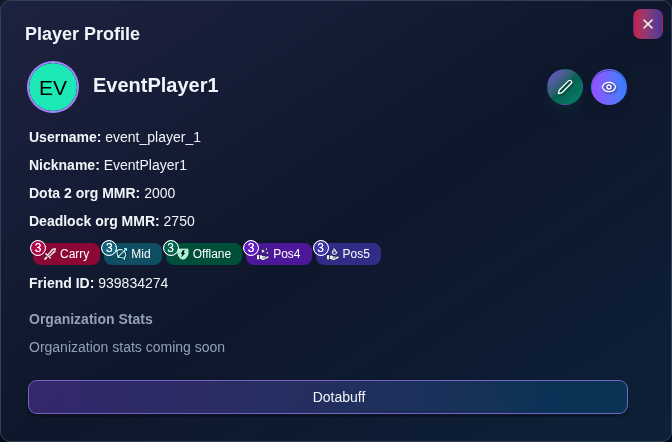 Player Profile
EV
EventPlayer1
Username: event_player_1
Nickname: EventPlayer1
Dota 2 org MMR: 2000
Deadlock org MMR: 2750
3 Carry 3 Mid 3 Offlane 3 Pos4 3 Pos5
Friend ID: 939834274
Organization Stats
Organization stats coming soon
Dotabuff